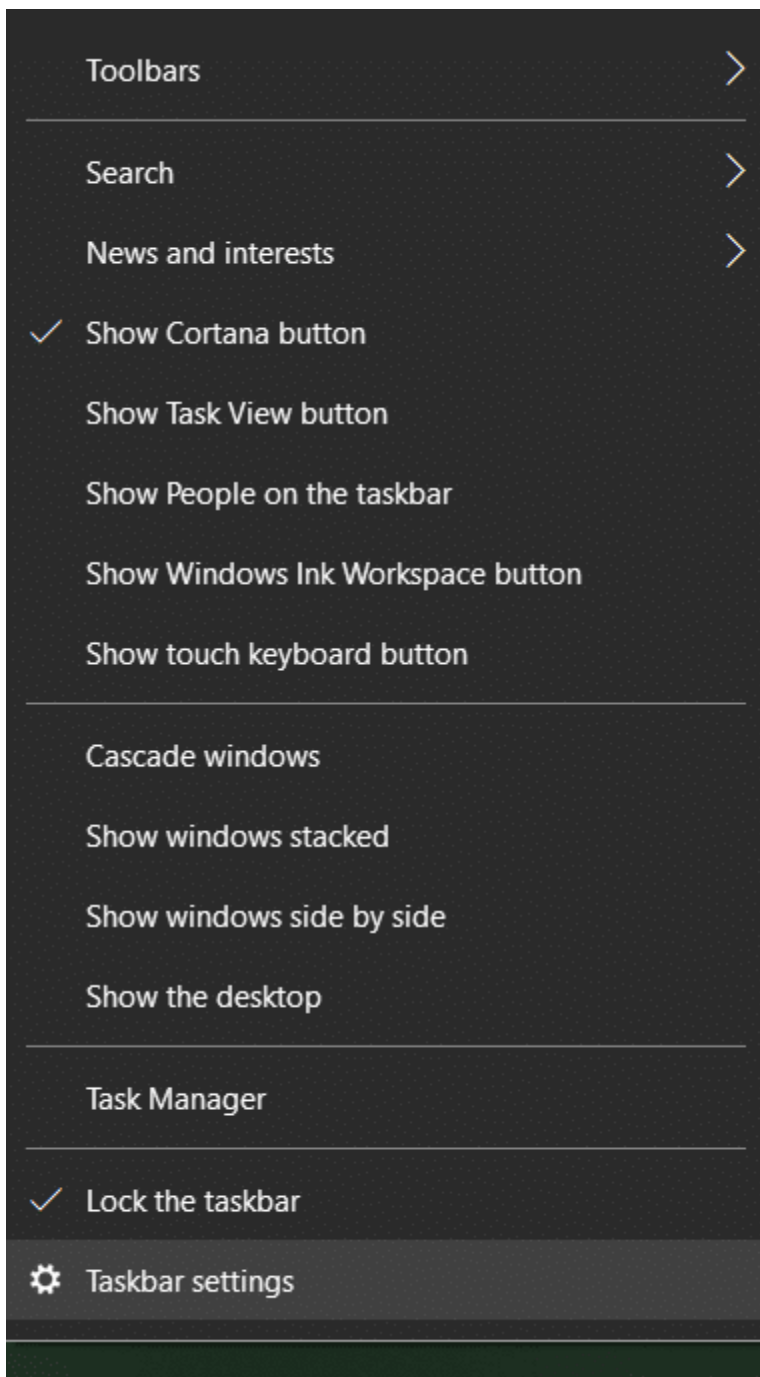 Toolbars
Search
News and interests
Show Cortana button
Show Task View button
Show People on the taskbar
Show Windows Ink Workspace button
Show touch keyboard button
Cascade windows
Show windows stacked
Show windows side by side
Show the desktop
Task Manager
Lock the taskbar
Taskbar settings